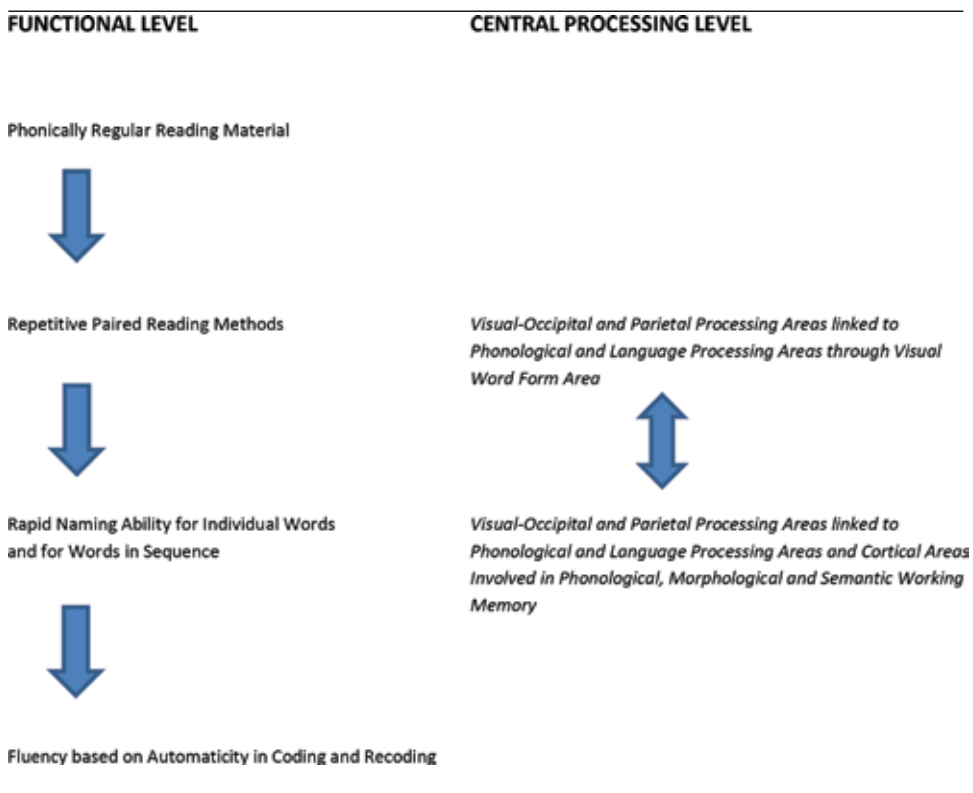 FUNCTIONAL LEVEL
CENTRAL PROCESSING LEVEL
Phonically Regular Reading Material
Repetitive Paired Reading Methods
Visual-Occipital and Parietal Processing Areas linked to
Phonological and Language Processing Areas through Visual
Word Form Area
Rapid Naming Ability for Individual Words
and for Words in Sequence
Visual-Occipital and Parietal Processing Areas linked to
Phonological and Language Processing Areas and Cortical Areas
Involved in Phonological, Morphological and Semantic Working
Memory
Fluency based on Automaticity in Coding and Recoding